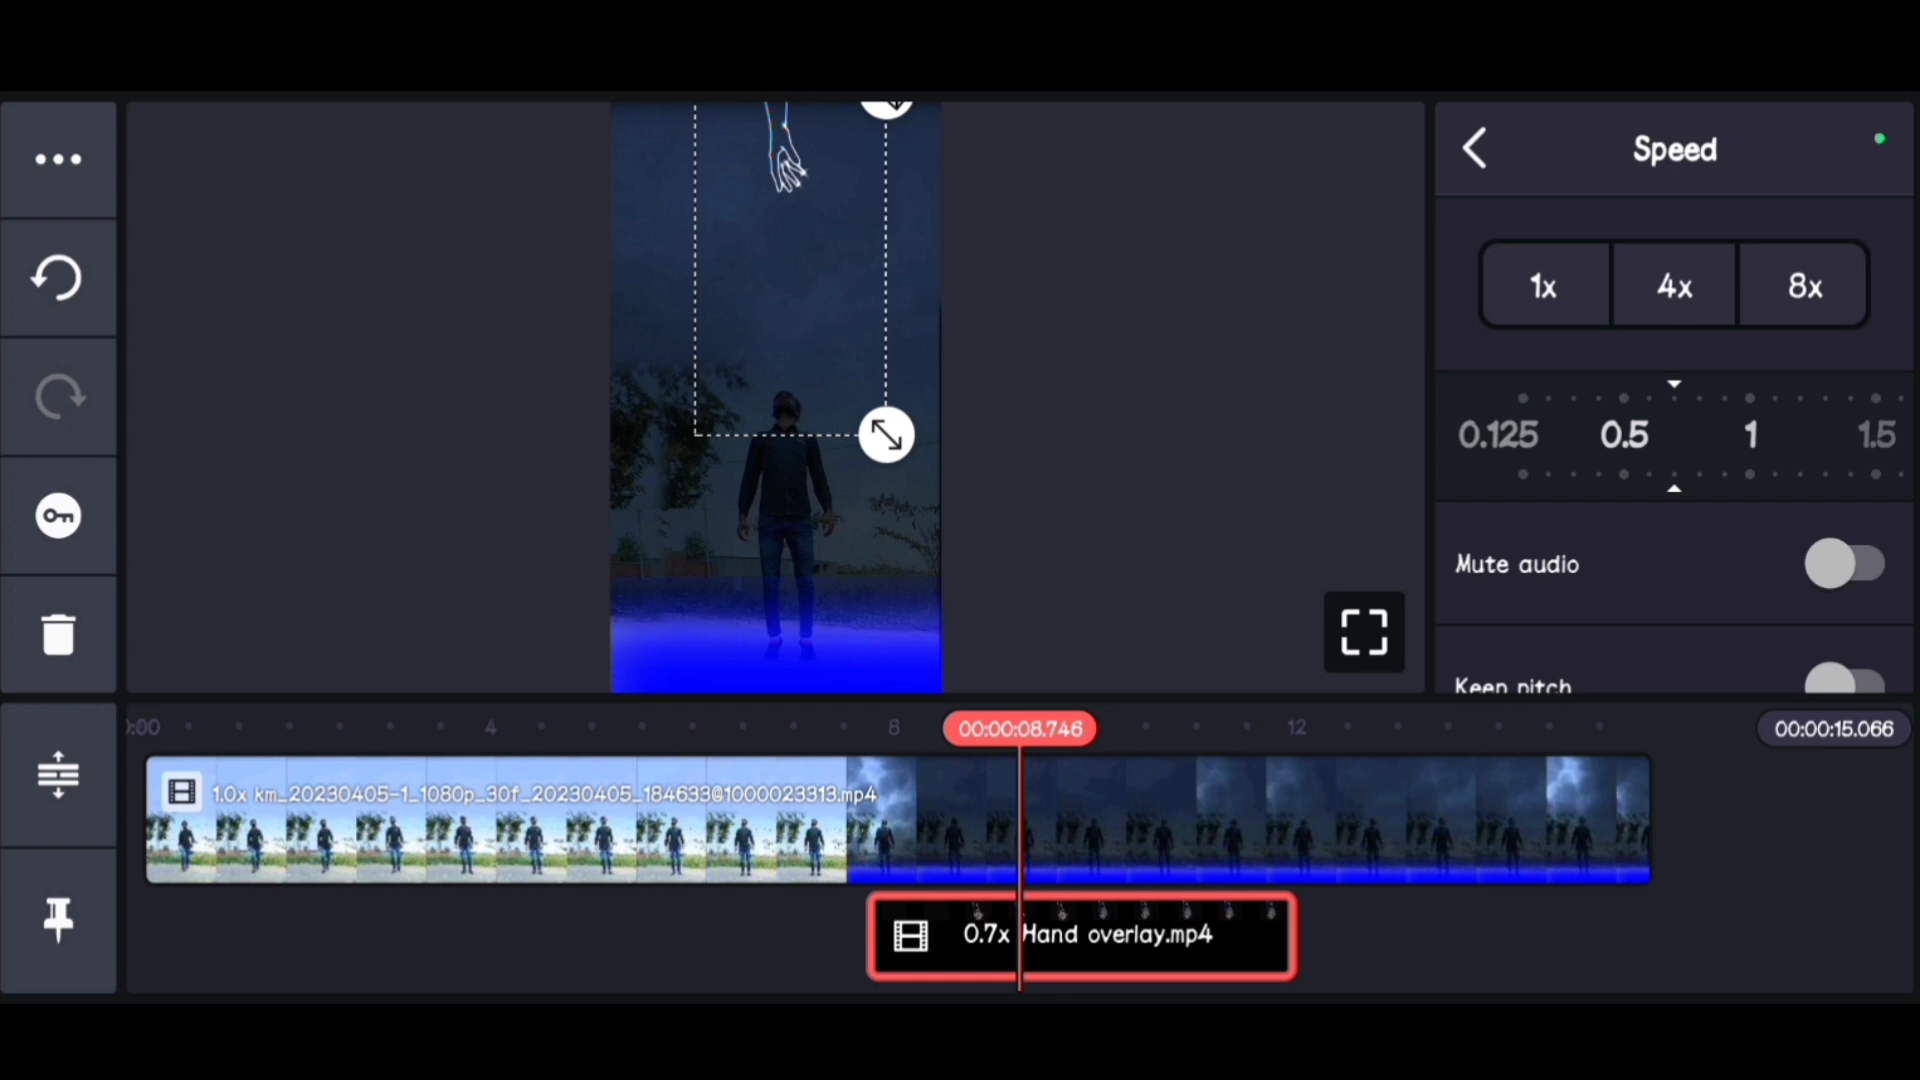 Speed
1x 4x 8x
0.125 0.5 1 1.5
Mute audio
Keep pitch
:00 4 8 00:00:08.746 12 00:00:15.066
1.0x km_20230405-1_1080p_30f_20230405_184633@1000023313.mp4
0.7x Hand overlay.mp4